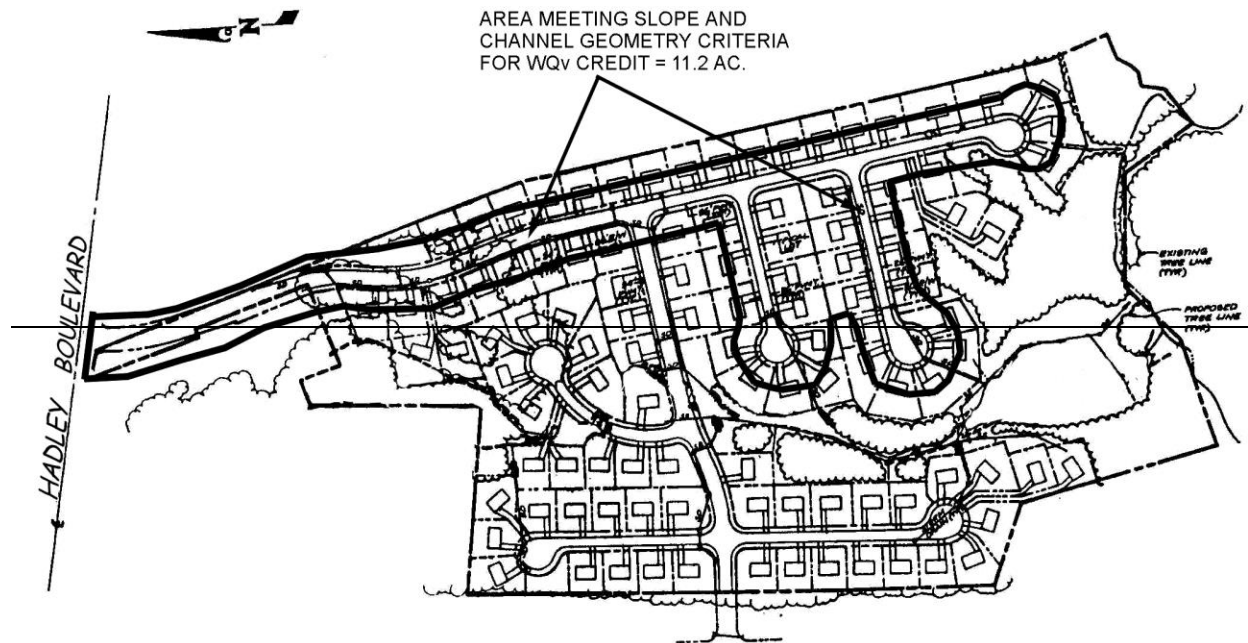 AREA MEETING SLOPE AND
CHANNEL GEOMETRY CRITERIA
FOR WQv CREDIT = 11.2 AC.
N
HADLEY BOULEVARD
EXISTING
TREE LINE
(TYP.)
PROPOSED
TREE LINE
(TYP.)